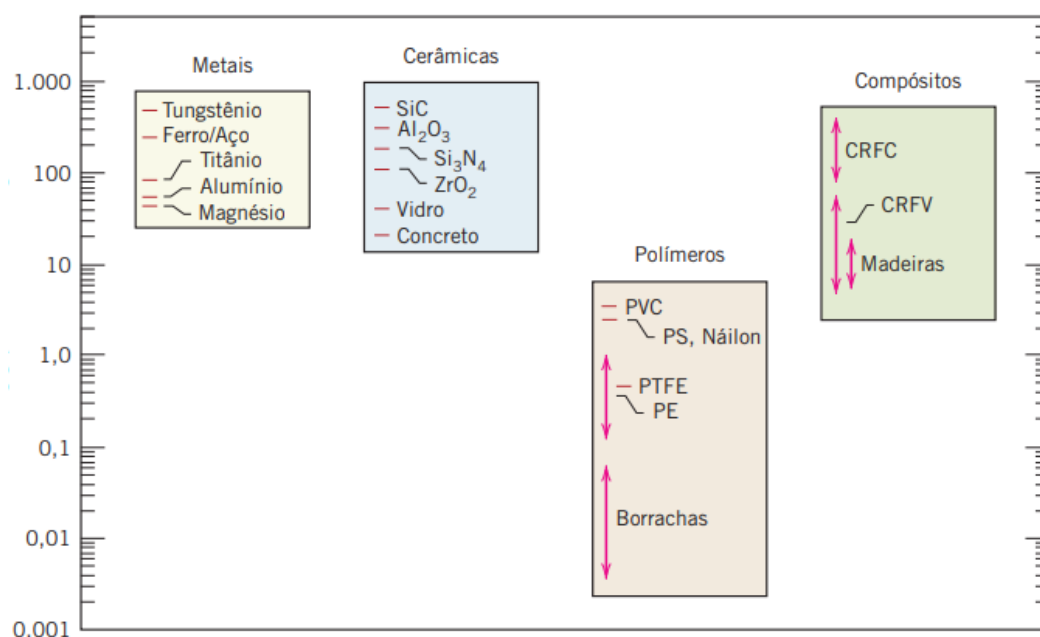 1.000
100
10
1,0
0,1
0,01
0.001
Metais
Tungstênio
Ferro/Aço
Titânio
Alumínio
Magnésio
Cerâmicas
SiC
Al₂O₃
Si₃N₄
ZrO₂
Vidro
Concreto
Polímeros
PVC
PS, Náilon
PTFE
PE
Borrachas
Compósitos
CRFC
CRFV
Madeiras